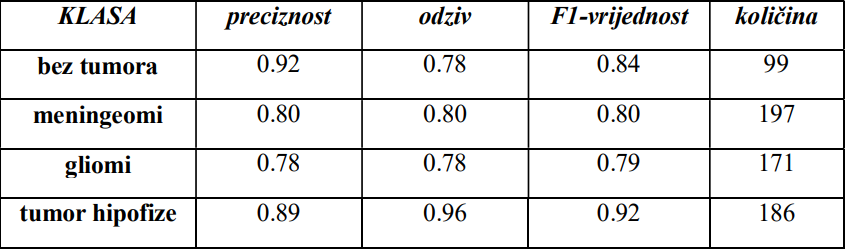 KLASA preciznost odziv F1-vrijednost količina
bez tumora 0.92 0.78 0.84 99
meningeomi 0.80 0.80 0.80 197
gliomi 0.78 0.78 0.79 171
tumor hipofize 0.89 0.96 0.92 186